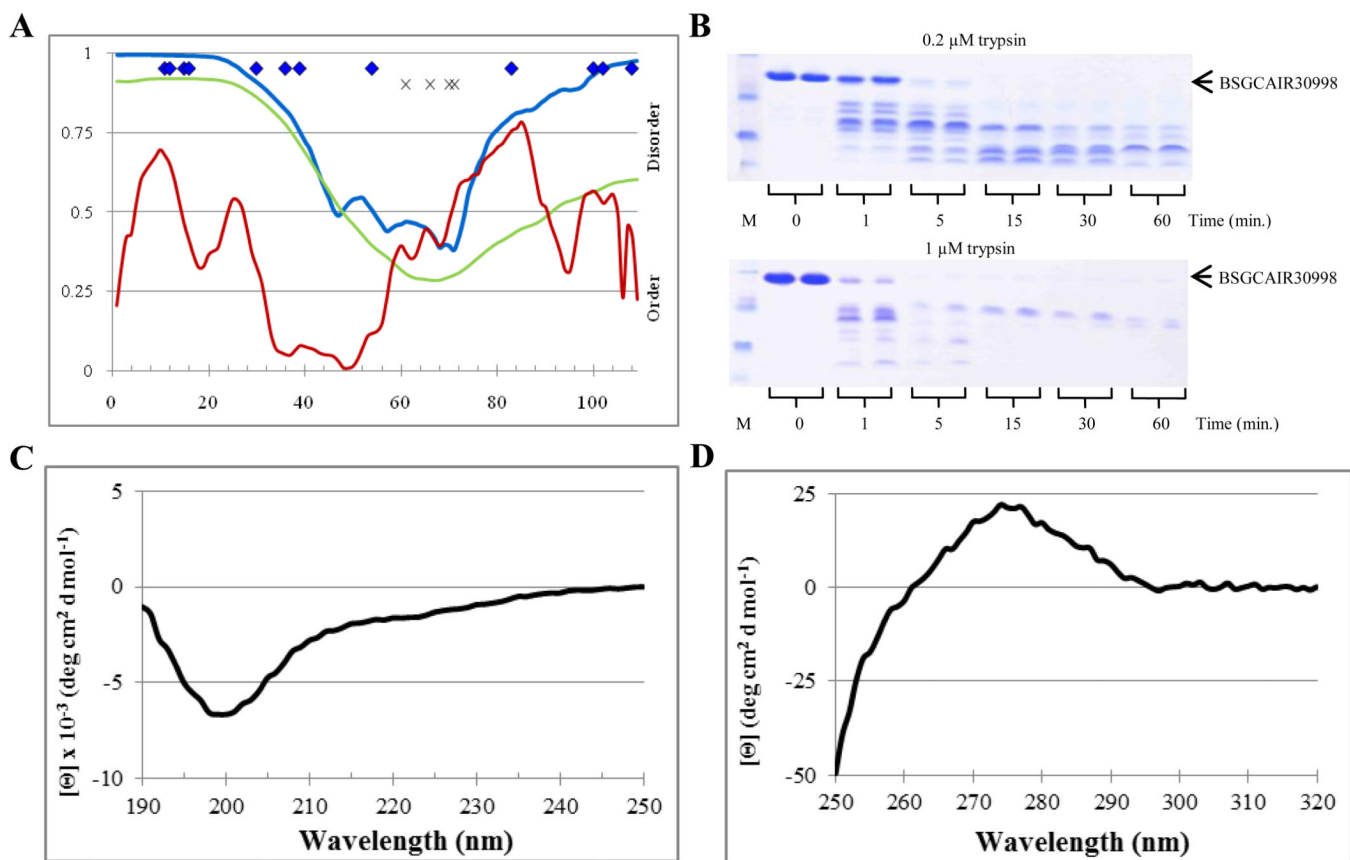 A
1
0.75
0.5
0.25
0
0 20 40 60 80 100
Disorder
Order
B
0.2 µM trypsin
BSGCAIR30998
M 0 1 5 15 30 60 Time (min.)
1 µM trypsin
BSGCAIR30998
M 0 1 5 15 30 60 Time (min.)
C
5
0
-5
-10
190 200 210 220 230 240 250
[Θ] x 10⁻³ (deg cm² d mol⁻¹)
Wavelength (nm)
D
25
0
-25
-50
250 260 270 280 290 300 310 320
[Θ] (deg cm² d mol⁻¹)
Wavelength (nm)